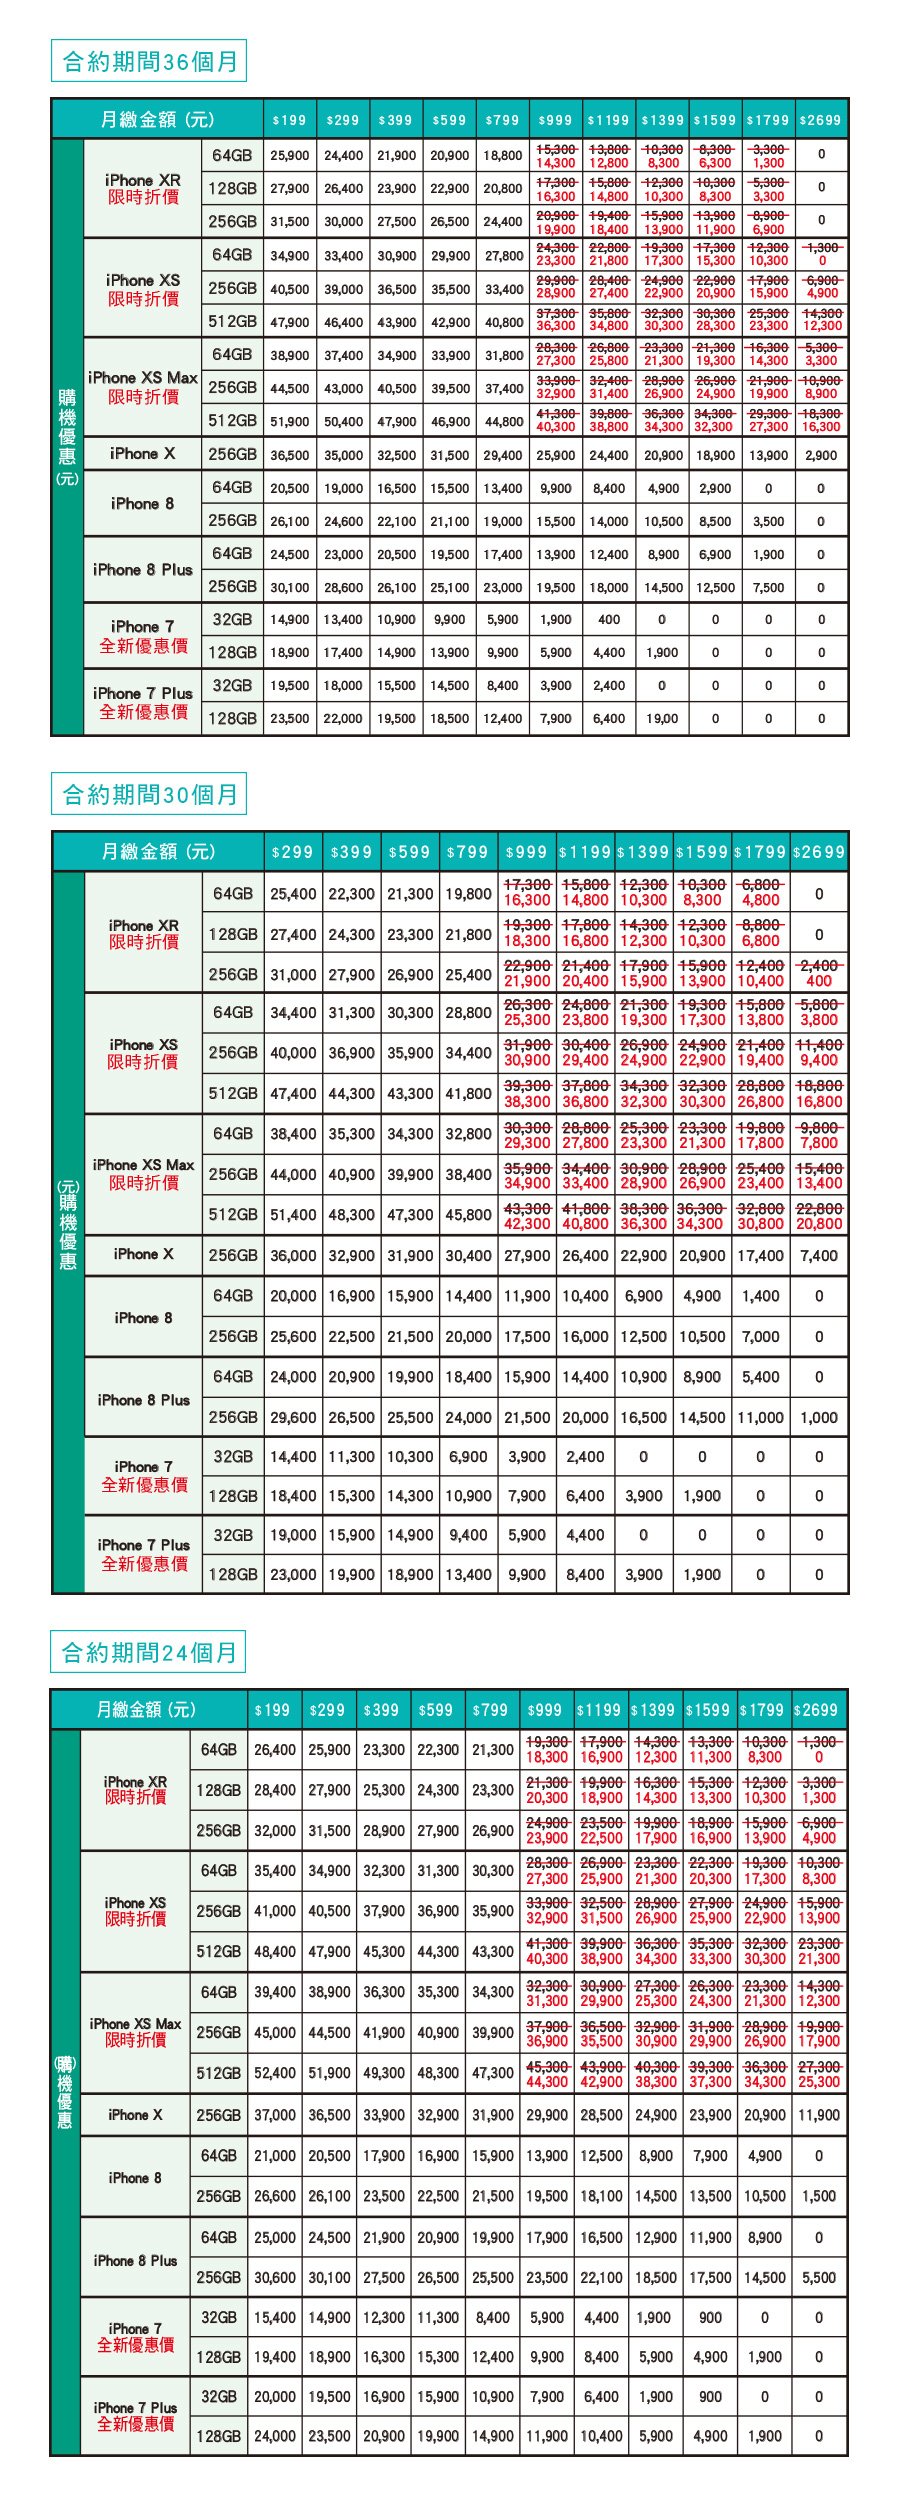 合約期間36個月
月繳金額 (元) $199 $299 $399 $599 $799 $999 $1199 $1399 $1599 $1799 $2699
購機優惠(元)
iPhone XR
限時折價
64GB 25,900 24,400 21,900 20,900 18,800 15,300 14,300 13,800 12,800 10,300 8,300 8,300 6,300 3,300 1,300 0
128GB 27,900 26,400 23,900 22,900 20,800 17,300 16,300 15,800 14,800 12,300 10,300 10,300 8,300 5,300 3,300 0
256GB 31,500 30,000 27,500 26,500 24,400 20,900 19,900 19,400 18,400 15,900 13,900 13,900 11,900 8,900 6,900 0
iPhone XS
限時折價
64GB 34,900 33,400 30,900 29,900 27,800 24,300 23,300 22,800 21,800 19,300 17,300 17,300 15,300 12,300 10,300 1,300 0
256GB 40,500 39,000 36,500 35,500 33,400 29,900 28,900 28,400 27,400 24,900 22,900 22,900 20,900 17,900 15,900 6,900 4,900
512GB 47,900 46,400 43,900 42,900 40,800 37,300 36,300 35,800 34,800 32,300 30,300 30,300 28,300 25,300 23,300 14,300 12,300
iPhone XS Max
限時折價
64GB 38,900 37,400 34,900 33,900 31,800 28,300 27,300 26,800 25,800 23,300 21,300 21,300 19,300 16,300 14,300 5,300 3,300
256GB 44,500 43,000 40,500 39,500 37,400 33,900 32,900 32,400 31,400 28,900 26,900 26,900 24,900 21,900 19,900 10,900 8,900
512GB 51,900 50,400 47,900 46,900 44,800 41,300 40,300 39,800 38,800 36,300 34,300 34,300 32,300 29,300 27,300 18,300 16,300
iPhone X 256GB 36,500 35,000 32,500 31,500 29,400 25,900 24,400 20,900 18,900 13,900 2,900
iPhone 8
64GB 20,500 19,000 16,500 15,500 13,400 9,900 8,400 4,900 2,900 0 0
256GB 26,100 24,600 22,100 21,100 19,000 15,500 14,000 10,500 8,500 3,500 0
iPhone 8 Plus
64GB 24,500 23,000 20,500 19,500 17,400 13,900 12,400 8,900 6,900 1,900 0
256GB 30,100 28,600 26,100 25,100 23,000 19,500 18,000 14,500 12,500 7,500 0
iPhone 7
全新優惠價
32GB 14,900 13,400 10,900 9,900 5,900 1,900 400 0 0 0 0
128GB 18,900 17,400 14,900 13,900 9,900 5,900 4,400 1,900 0 0 0
iPhone 7 Plus
全新優惠價
32GB 19,500 18,000 15,500 14,500 8,400 3,900 2,400 0 0 0 0
128GB 23,500 22,000 19,500 18,500 12,400 7,900 6,400 19,00 0 0 0
合約期間30個月
月繳金額 (元) $299 $399 $599 $799 $999 $1199 $1399 $1599 $1799 $2699
(元)購機優惠
iPhone XR
限時折價
64GB 25,400 22,300 21,300 19,800 17,300 16,300 15,800 14,800 12,300 10,300 10,300 8,300 6,800 4,800 0
128GB 27,400 24,300 23,300 21,800 19,300 18,300 17,800 16,800 14,300 12,300 12,300 10,300 8,800 6,800 0
256GB 31,000 27,900 26,900 25,400 22,900 21,900 21,400 20,400 17,900 15,900 15,900 13,900 12,400 10,400 2,400 400
iPhone XS
限時折價
64GB 34,400 31,300 30,300 28,800 26,300 25,300 24,800 23,800 21,300 19,300 19,300 17,300 15,800 13,800 5,800 3,800
256GB 40,000 36,900 35,900 34,400 31,900 30,900 30,400 29,400 26,900 24,900 24,900 22,900 21,400 19,400 11,400 9,400
512GB 47,400 44,300 43,300 41,800 39,300 38,300 37,800 36,800 34,300 32,300 32,300 30,300 28,800 26,800 18,800 16,800
iPhone XS Max
限時折價
64GB 38,400 35,300 34,300 32,800 30,300 29,300 28,800 27,800 25,300 23,300 23,300 21,300 19,800 17,800 9,800 7,800
256GB 44,000 40,900 39,900 38,400 35,900 34,900 34,400 33,400 30,900 28,900 28,900 26,900 25,400 23,400 15,400 13,400
512GB 51,400 48,300 47,300 45,800 43,300 42,300 41,800 40,800 38,300 36,300 36,300 34,300 32,800 30,800 22,800 20,800
iPhone X 256GB 36,000 32,900 31,900 30,400 27,900 26,400 22,900 20,900 17,400 7,400
iPhone 8
64GB 20,000 16,900 15,900 14,400 11,900 10,400 6,900 4,900 1,400 0
256GB 25,600 22,500 21,500 20,000 17,500 16,000 12,500 10,500 7,000 0
iPhone 8 Plus
64GB 24,000 20,900 19,900 18,400 15,900 14,400 10,900 8,900 5,400 0
256GB 29,600 26,500 25,500 24,000 21,500 20,000 16,500 14,500 11,000 1,000
iPhone 7
全新優惠價
32GB 14,400 11,300 10,300 6,900 3,900 2,400 0 0 0 0
128GB 18,400 15,300 14,300 10,900 7,900 6,400 3,900 1,900 0 0
iPhone 7 Plus
全新優惠價
32GB 19,000 15,900 14,900 9,400 5,900 4,400 0 0 0 0
128GB 23,000 19,900 18,900 13,400 9,900 8,400 3,900 1,900 0 0
合約期間24個月
月繳金額 (元) $199 $299 $399 $599 $799 $999 $1199 $1399 $1599 $1799 $2699
購機優惠
iPhone XR
限時折價
64GB 26,400 25,900 23,300 22,300 21,300 19,300 18,300 17,900 16,900 14,300 12,300 13,300 11,300 10,300 8,300 1,300 0
128GB 28,400 27,900 25,300 24,300 23,300 21,300 20,300 19,900 18,900 16,300 14,300 15,300 13,300 12,300 10,300 3,300 1,300
256GB 32,000 31,500 28,900 27,900 26,900 24,900 23,900 23,500 22,500 19,900 17,900 18,900 16,900 15,900 13,900 6,900 4,900
iPhone XS
限時折價
64GB 35,400 34,900 32,300 31,300 30,300 28,300 27,300 26,900 25,900 23,300 21,300 22,300 20,300 19,300 17,300 10,300 8,300
256GB 41,000 40,500 37,900 36,900 35,900 33,900 32,900 32,500 31,500 28,900 26,900 27,900 25,900 24,900 22,900 15,900 13,900
512GB 48,400 47,900 45,300 44,300 43,300 41,300 40,300 39,900 38,900 36,300 34,300 35,300 33,300 32,300 30,300 23,300 21,300
iPhone XS Max
限時折價
64GB 39,400 38,900 36,300 35,300 34,300 32,300 31,300 30,900 29,900 27,300 25,300 26,300 24,300 23,300 21,300 14,300 12,300
256GB 45,000 44,500 41,900 40,900 39,900 37,900 36,900 36,500 35,500 32,900 30,900 31,900 29,900 28,900 26,900 19,900 17,900
512GB 52,400 51,900 49,300 48,300 47,300 45,300 44,300 43,900 42,900 40,300 38,300 39,300 37,300 36,300 34,300 27,300 25,300
iPhone X 256GB 37,000 36,500 33,900 32,900 31,900 29,900 28,500 24,900 23,900 20,900 11,900
iPhone 8
64GB 21,000 20,500 17,900 16,900 15,900 13,900 12,500 8,900 7,900 4,900 0
256GB 26,600 26,100 23,500 22,500 21,500 19,500 18,100 14,500 13,500 10,500 1,500
iPhone 8 Plus
64GB 25,000 24,500 21,900 20,900 19,900 17,900 16,500 12,900 11,900 8,900 0
256GB 30,600 30,100 27,500 26,500 25,500 23,500 22,100 18,500 17,500 14,500 5,500
iPhone 7
全新優惠價
32GB 15,400 14,900 12,300 11,300 8,400 5,900 4,400 1,900 900 0 0
128GB 19,400 18,900 16,300 15,300 12,400 9,900 8,400 5,900 4,900 1,900 0
iPhone 7 Plus
全新優惠價
32GB 20,000 19,500 16,900 15,900 10,900 7,900 6,400 1,900 900 0 0
128GB 24,000 23,500 20,900 19,900 14,900 11,900 10,400 5,900 4,900 1,900 0